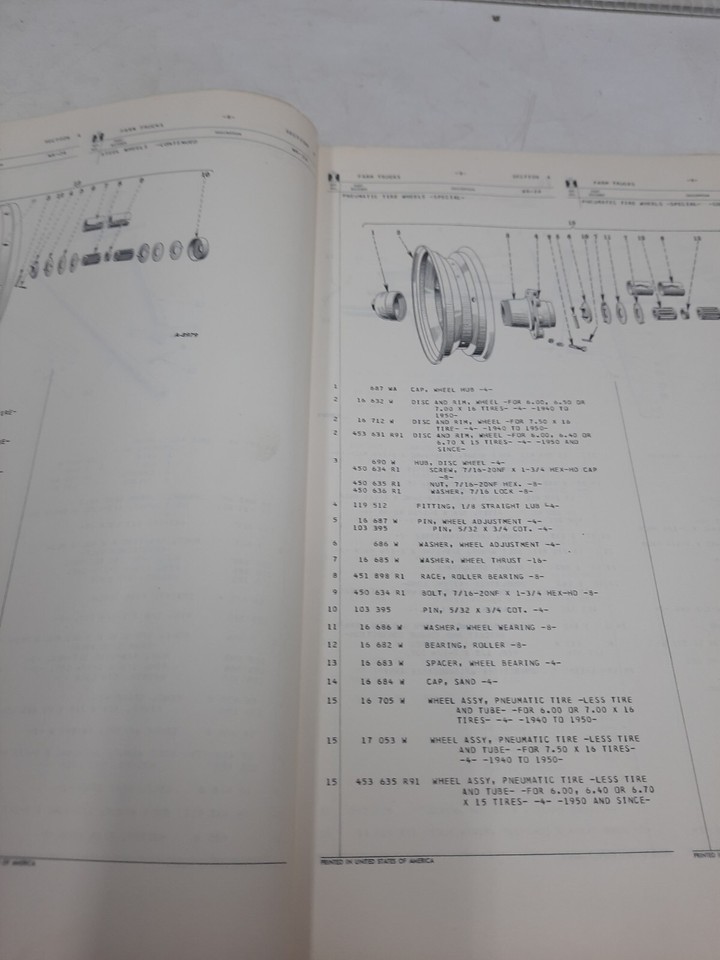 FARM TRUCKS
STEEL WHEELS -CONTINUED
10
A-8979
OF AMERICA
FARM TRUCKS
SECTION
PNEUMATIC TIRE WHEELS -SPECIAL-
15
1 687 WA CAP, WHEEL HUB -4-
2 16 632 W DISC AND RIM, WHEEL -FOR 6.00, 6.50 OR
7.00 X 16 TIRES- -4- -1940 TO
1950-
2 16 712 W DISC AND RIM, WHEEL -FOR 7.50 X 16
TIRE- -4- -1940 TO 1950-
2 453 631 R91 DISC AND RIM, WHEEL -FOR 6.00, 6.40 OR
6.70 X 15 TIRES- -4- -1950 AND
SINCE-
3 690 W HUB, DISC WHEEL -4-
450 634 R1 SCREW, 7/16-20NF X 1-3/4 HEX-HD CAP
-8-
450 635 R1 NUT, 7/16-20NF HEX. -8-
450 636 R1 WASHER, 7/16 LOCK -8-
4 119 512 FITTING, 1/8 STRAIGHT LUB -4-
5 16 687 W PIN, WHEEL ADJUSTMENT -4-
103 395 PIN, 5/32 X 3/4 COT. -4-
6 686 W WASHER, WHEEL ADJUSTMENT -4-
7 16 685 W WASHER, WHEEL THRUST -16-
8 451 898 R1 RACE, ROLLER BEARING -8-
9 450 634 R1 BOLT, 7/16-20NF X 1-3/4 HEX-HD -8-
10 103 395 PIN, 5/32 X 3/4 COT. -4-
11 16 686 W WASHER, WHEEL WEARING -8-
12 16 682 W BEARING, ROLLER -8-
13 16 683 W SPACER, WHEEL BEARING -4-
14 16 684 W CAP, SAND -4-
15 16 705 W WHEEL ASSY, PNEUMATIC TIRE -LESS TIRE
AND TUBE- -FOR 6.00 OR 7.00 X 16
TIRES- -4- -1940 TO 1950-
15 17 053 W WHEEL ASSY, PNEUMATIC TIRE -LESS TIRE
AND TUBE- -FOR 7.50 X 16 TIRES-
-4- -1940 TO 1950-
15 453 635 R91 WHEEL ASSY, PNEUMATIC TIRE -LESS TIRE
AND TUBE- -FOR 6.00, 6.40 OR 6.70
X 15 TIRES- -4- -1950 AND SINCE-
PRINTED IN UNITED STATES OF AMERICA
FARM TRUCKS
PNEUMATIC TIRE WHEELS -SPECIAL-
PRINTED